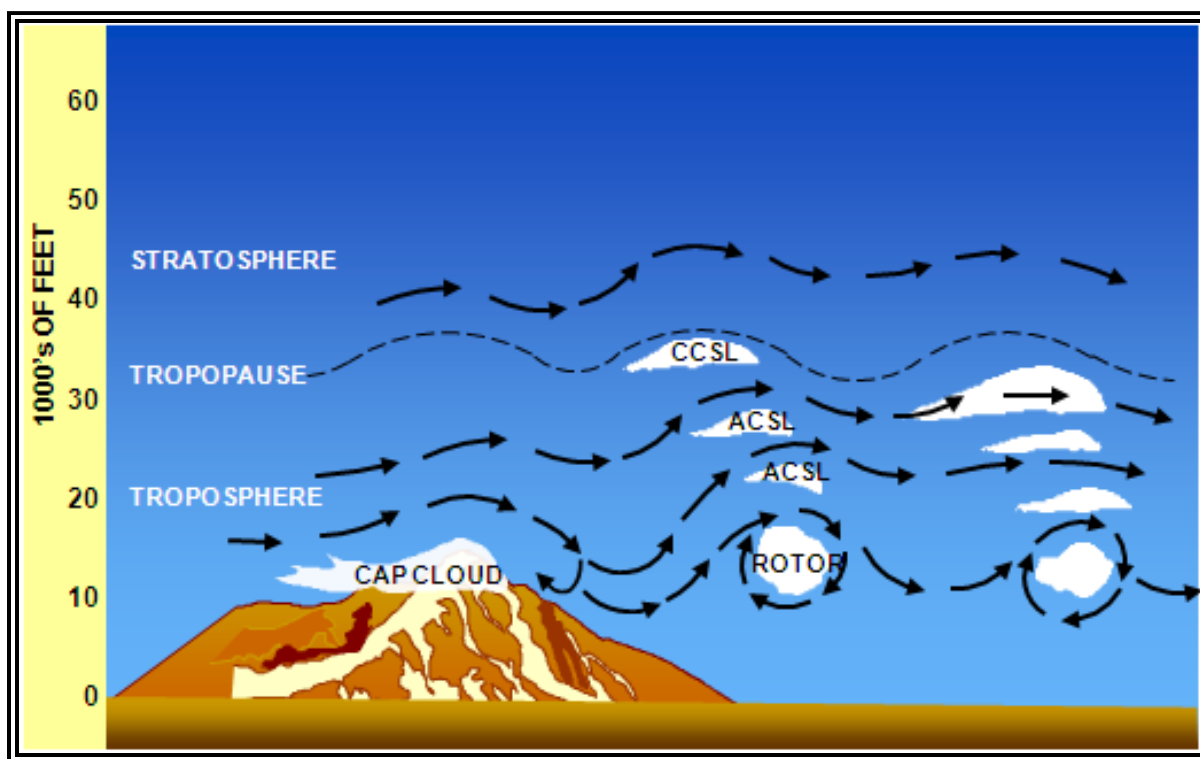 1000's OF FEET
60
50
40
30
20
10
0
STRATOSPHERE
TROPOPAUSE
TROPOSPHERE
CCSL
ACSL
ACSL
CAP CLOUD
ROTOR